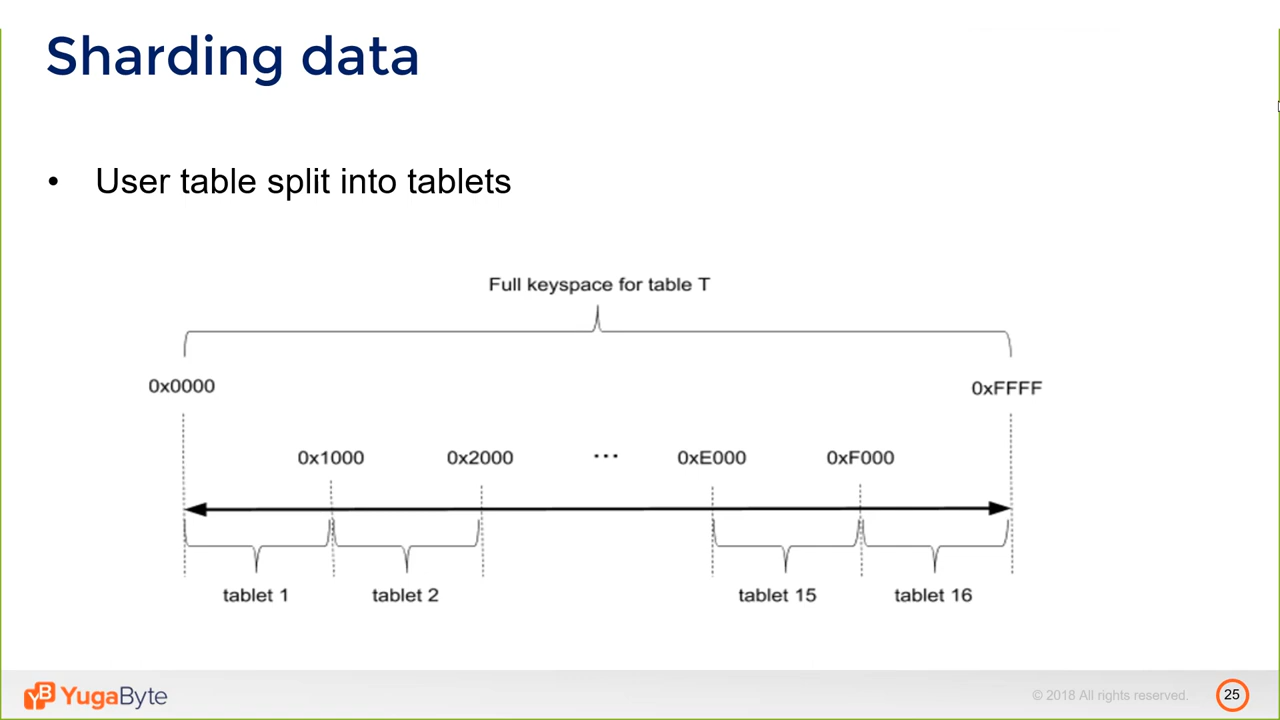 Sharding data
• User table split into tablets
Full keyspace for table T
0x0000 0xFFFF
0x1000 0x2000 ... 0xE000 0xF000
tablet 1 tablet 2 tablet 15 tablet 16
YB YugaByte © 2018 All rights reserved. 25